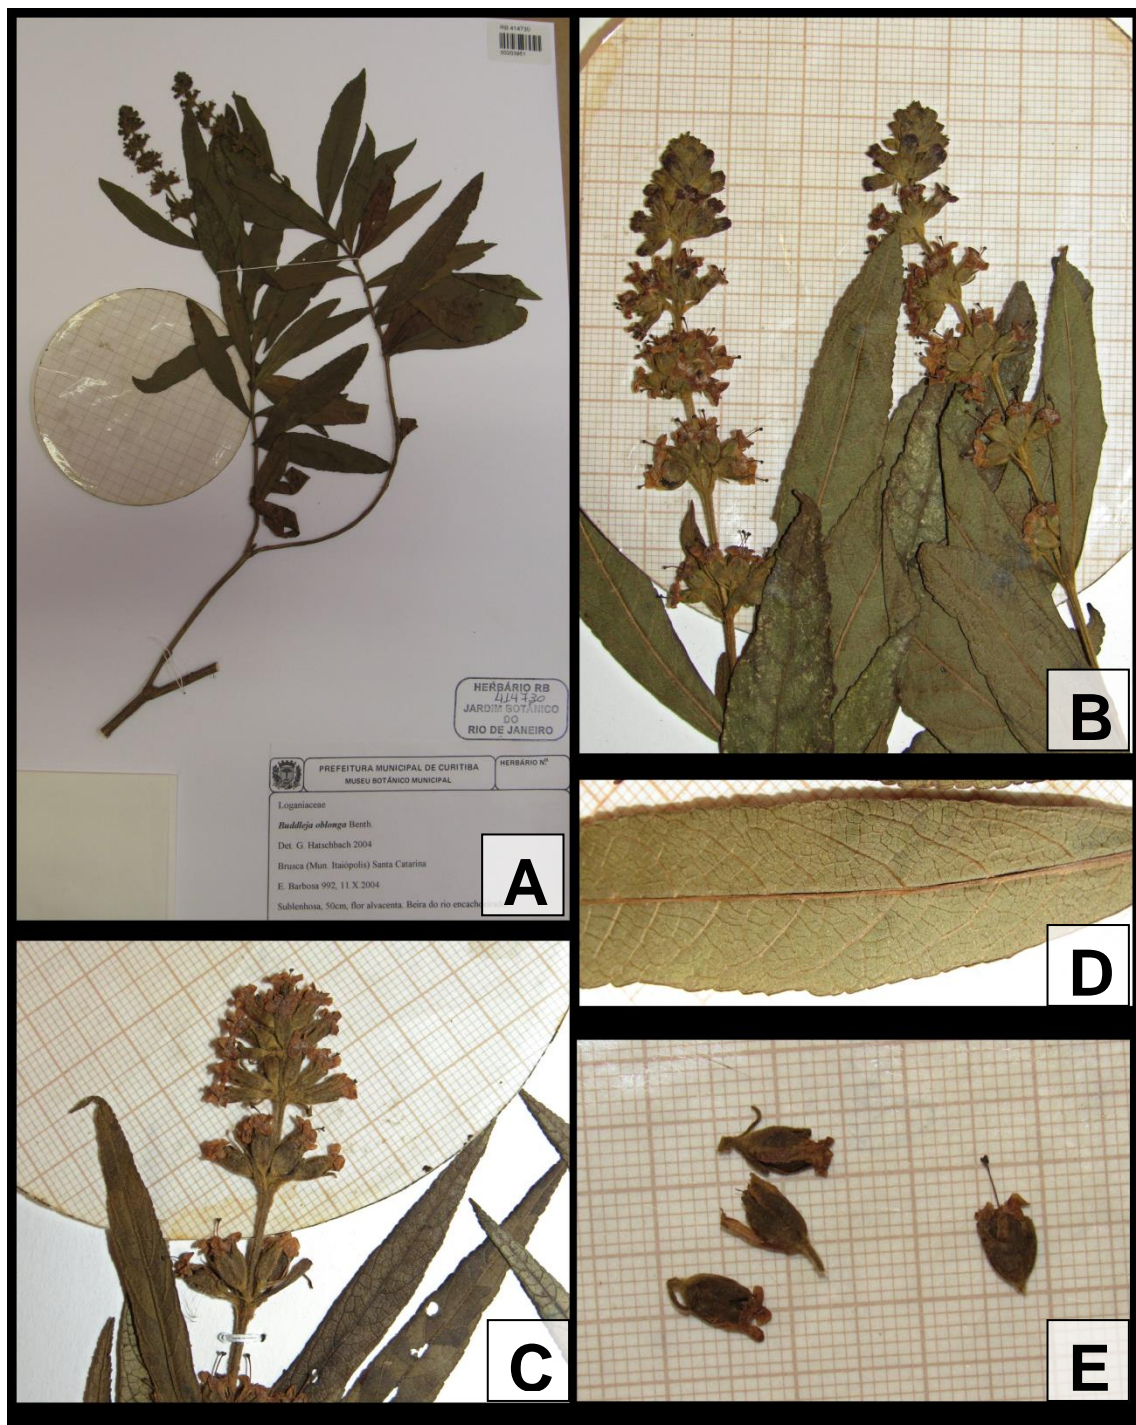 RB 414730
HERBÁRIO RB
414730
JARDIM BOTÂNICO
DO
RIO DE JANEIRO
PREFEITURA MUNICIPAL DE CURITIBA
MUSEU BOTÂNICO MUNICIPAL
HERBÁRIO Nº
Loganiaceae
Buddleja oblonga Benth.
Det. G. Hatschbach 2004
Brusca (Mun. Itaiópolis) Santa Catarina
E. Barbosa 992, 11.X.2004
Sublenhosa, 50cm, flor alvacenta. Beira do rio
A
B
C
D
E